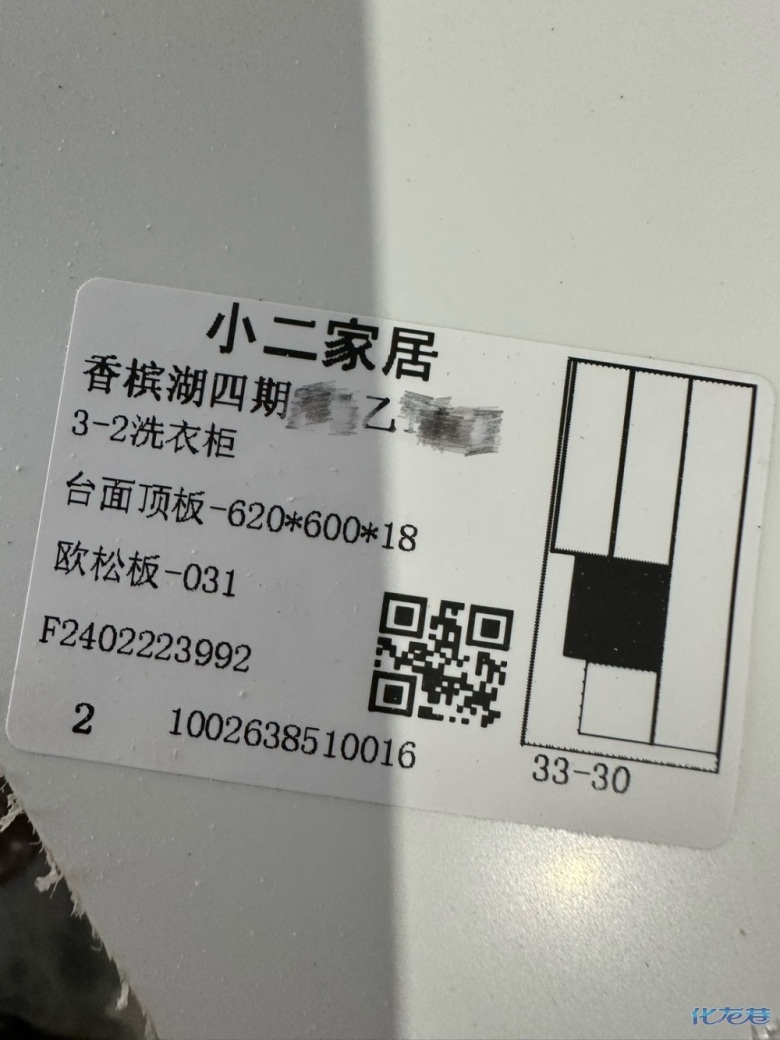 小二家居
香槟湖四期 乙
3-2洗衣柜
台面顶板-620*600*18
欧松板-031
F2402223992
2 1002638510016
33-30
化龙巷